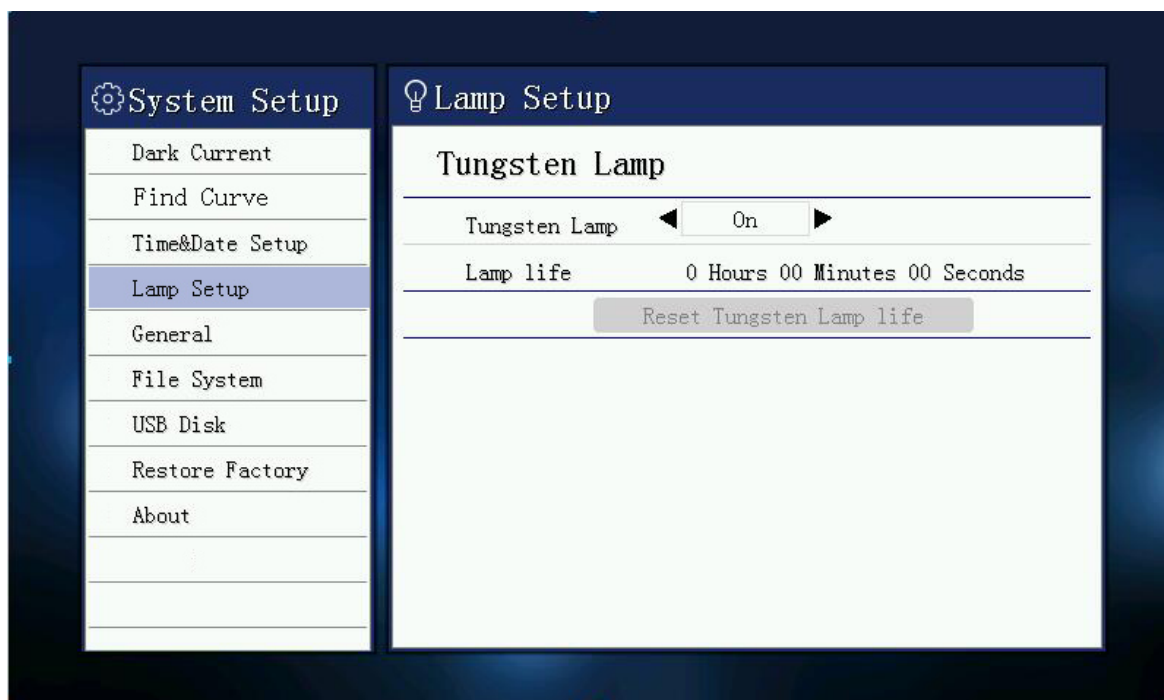 System Setup
Dark Current
Find Curve
Time&Date Setup
Lamp Setup
General
File System
USB Disk
Restore Factory
About
Lamp Setup
Tungsten Lamp
Tungsten Lamp On
Lamp life 0 Hours 00 Minutes 00 Seconds
Reset Tungsten Lamp life